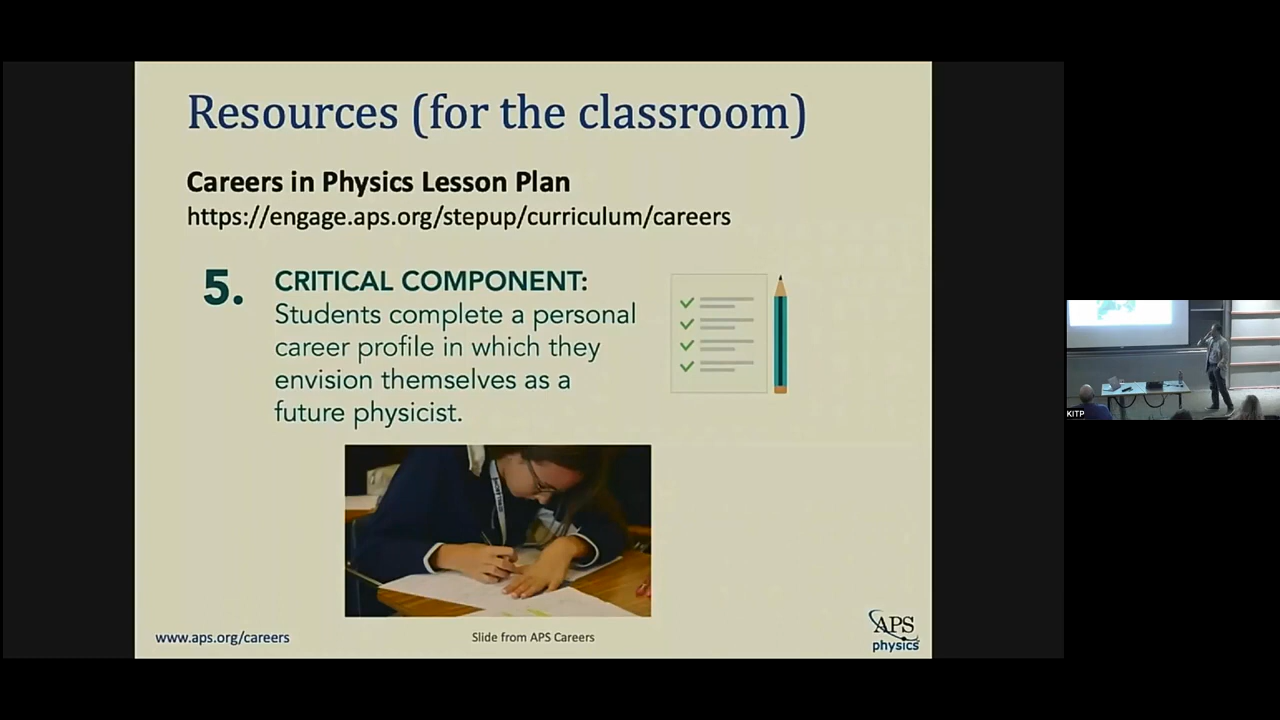 Resources (for the classroom)
Careers in Physics Lesson Plan
https://engage.aps.org/stepup/curriculum/careers
5. CRITICAL COMPONENT:
Students complete a personal
career profile in which they
envision themselves as a
future physicist.
www.aps.org/careers
Slide from APS Careers
APS
physics
KITP